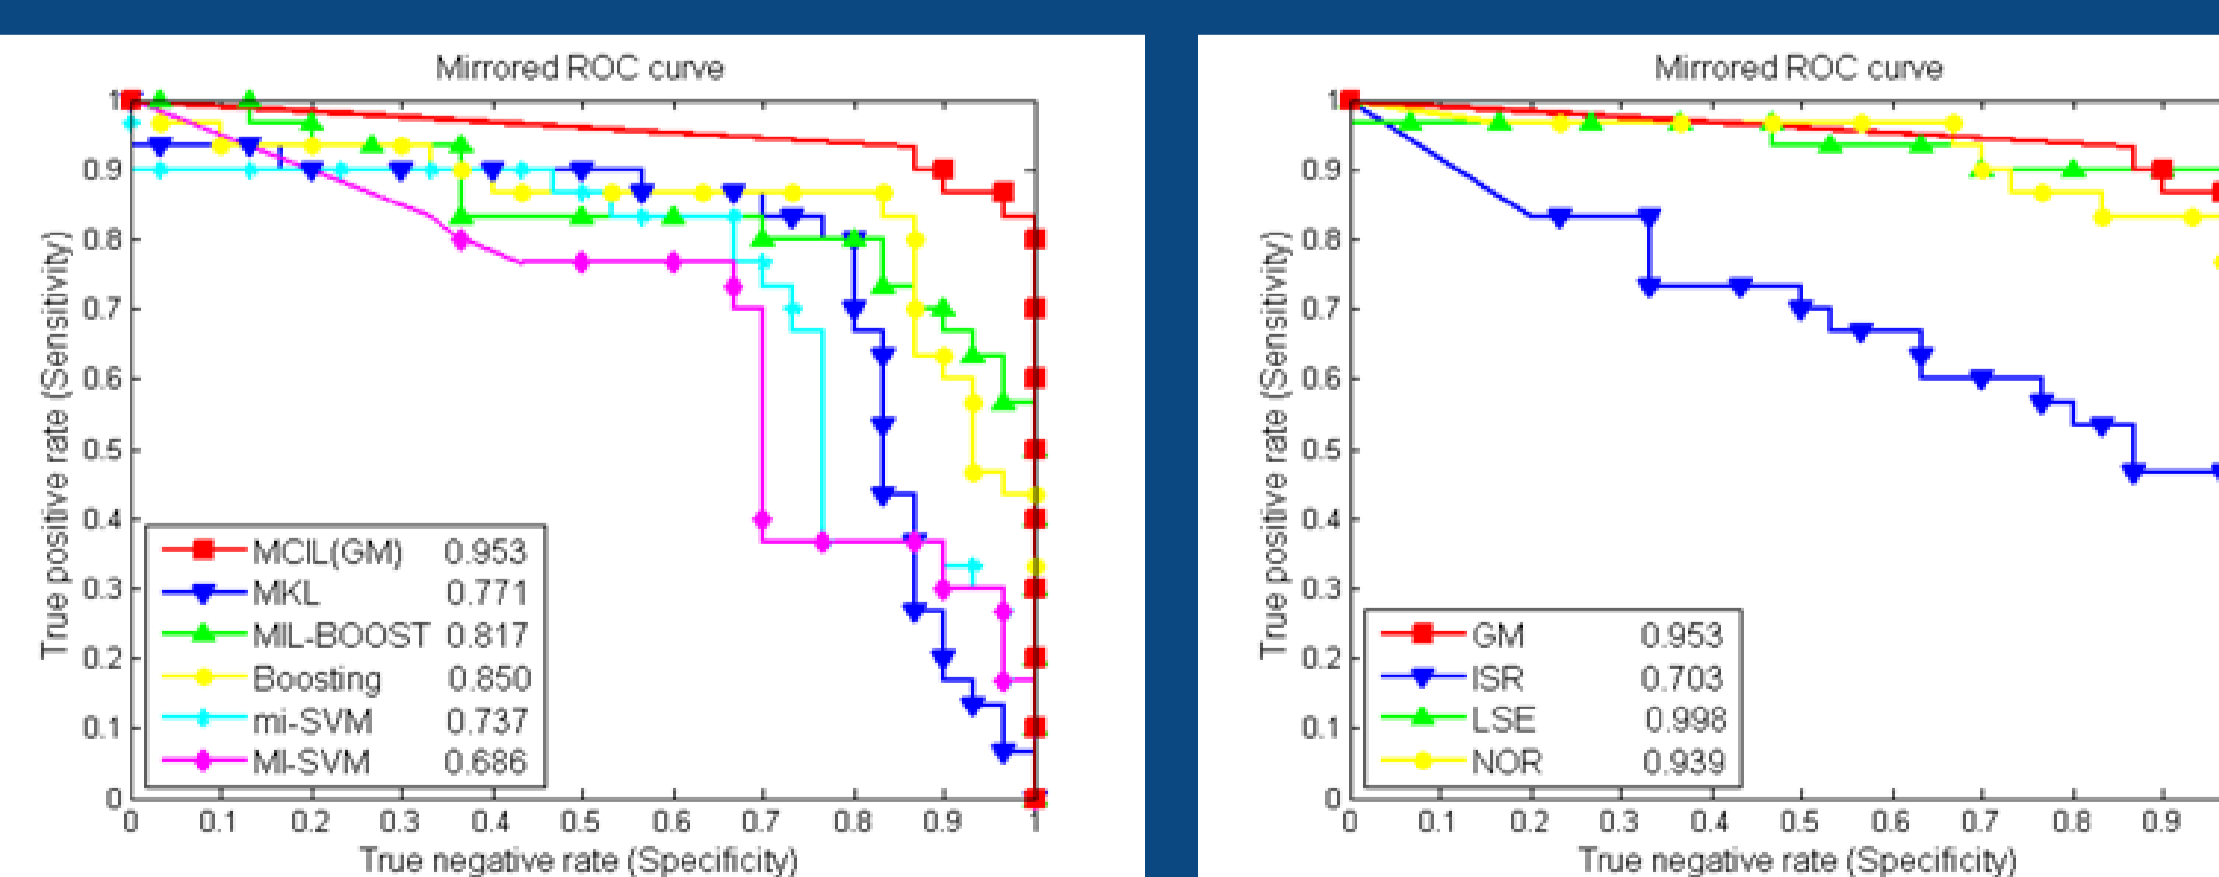 Mirrored ROC curve
True positive rate (Sensitivity)
1
0.9
0.8
0.7
0.6
0.5
0.4
0.3
0.2
0.1
0
MCIL(GM) 0.953
MKL 0.771
MIL-BOOST 0.817
Boosting 0.850
mi-SVM 0.737
MI-SVM 0.686
0 0.1 0.2 0.3 0.4 0.5 0.6 0.7 0.8 0.9 1
True negative rate (Specificity)
Mirrored ROC curve
True positive rate (Sensitivity)
1
0.9
0.8
0.7
0.6
0.5
0.4
0.3
0.2
0.1
0
GM 0.953
ISR 0.703
LSE 0.998
NOR 0.939
0 0.1 0.2 0.3 0.4 0.5 0.6 0.7 0.8 0.9
True negative rate (Specificity)